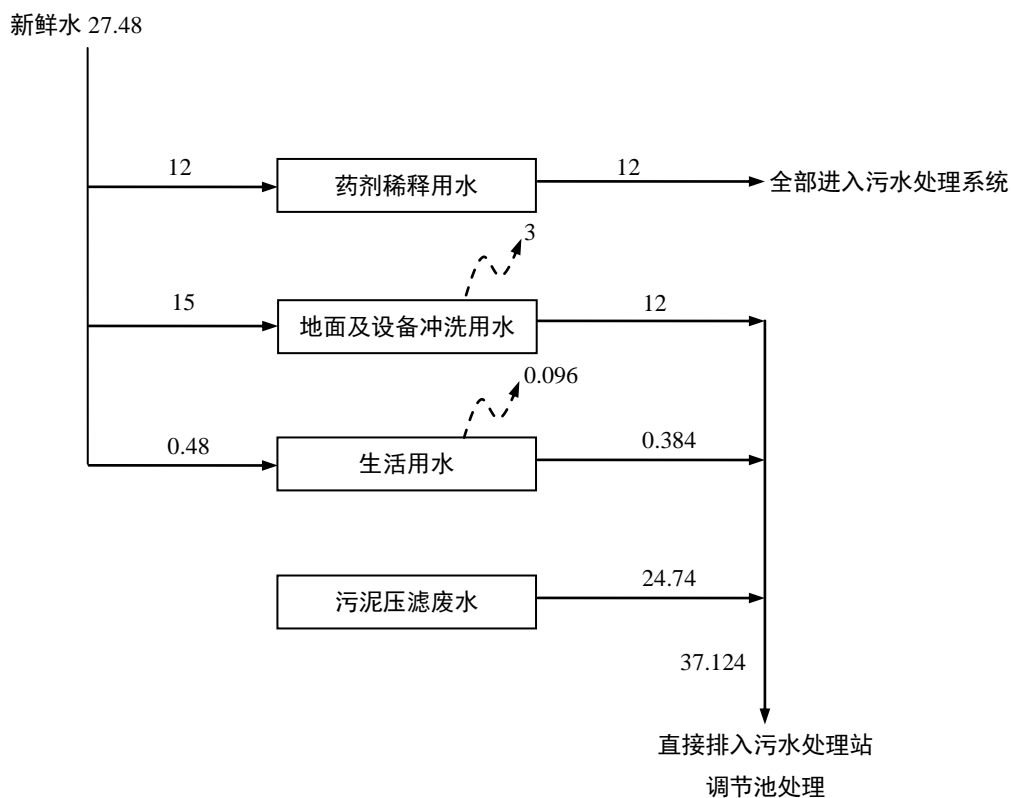 新鲜水 27.48
12
药剂稀释用水
12
全部进入污水处理系统
3
15
地面及设备冲洗用水
12
0.096
0.48
生活用水
0.384
污泥压滤废水
24.74
37.124
直接排入污水处理站
调节池处理